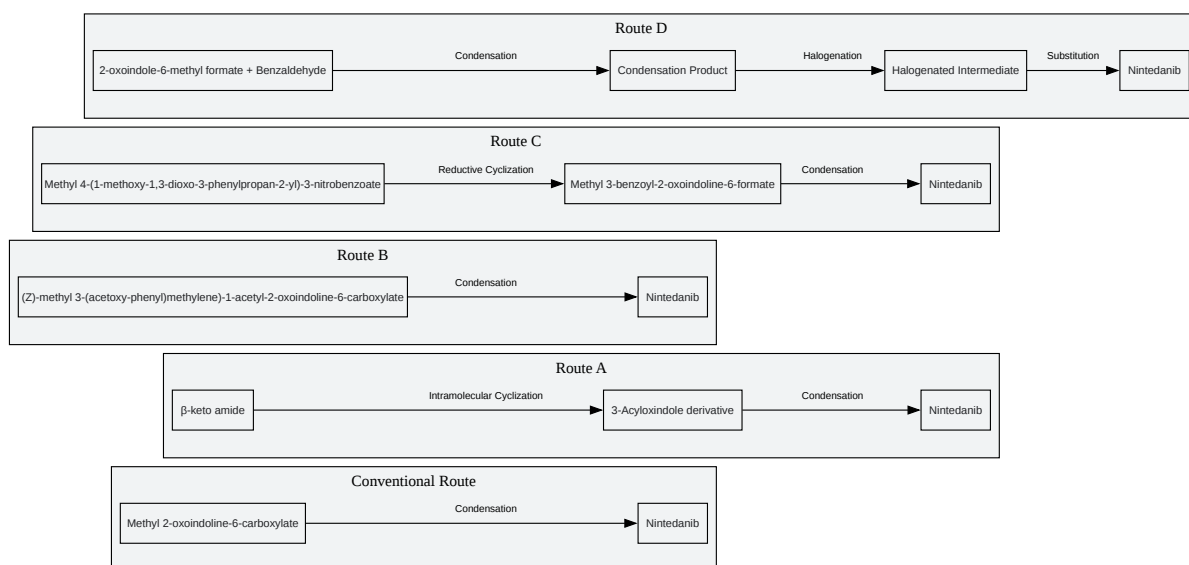 Route D
Condensation
Halogenation
Substitution
2-oxoindole-6-methyl formate + Benzaldehyde
Condensation Product
Halogenated Intermediate
Nintedanib
Route C
Reductive Cyclization
Condensation
Methyl 4-(1-methoxy-1,3-dioxo-3-phenylpropan-2-yl)-3-nitrobenzoate
Methyl 3-benzoyl-2-oxoindoline-6-formate
Nintedanib
Route B
Condensation
(Z)-methyl 3-(acetoxy-phenyl)methylene)-1-acetyl-2-oxoindoline-6-carboxylate
Nintedanib
Route A
Intramolecular Cyclization
Condensation
β-keto amide
3-Acyloxindole derivative
Nintedanib
Conventional Route
Condensation
Methyl 2-oxoindoline-6-carboxylate
Nintedanib